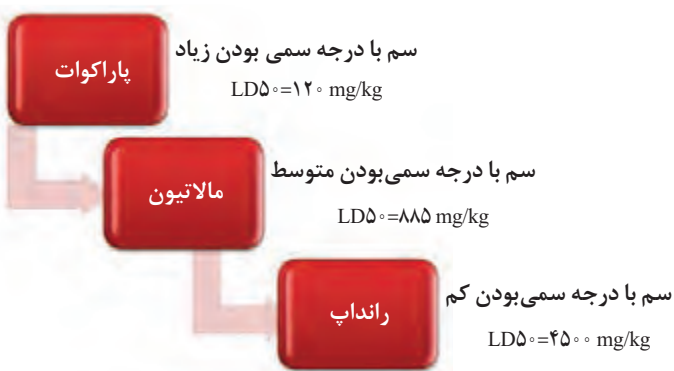 پاراکوات
سم با درجه سمی بودن زیاد
LD۵۰=۱۲۰ mg/kg
مالاتیون
سم با درجه سمی‌بودن متوسط
LD۵۰=۸۸۵ mg/kg
رانداپ
سم با درجه سمی‌بودن کم
LD۵۰=۴۵۰۰ mg/kg